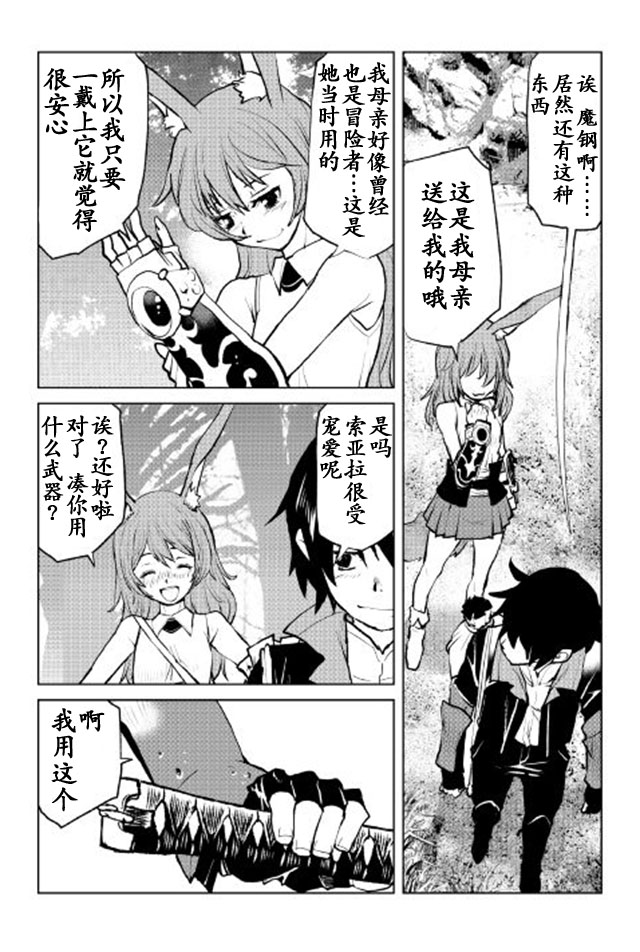 诶 魔钢啊……
居然还有这种
东西
这是我母亲
送给我的哦
我母亲好像曾经
也是冒险者…这是
她当时用的
所以我只要
一戴上它就觉得
很安心
是吗
索亚拉很受
宠爱呢
诶？还好啦
对了 凑你用
什么武器？
啊
我用这个